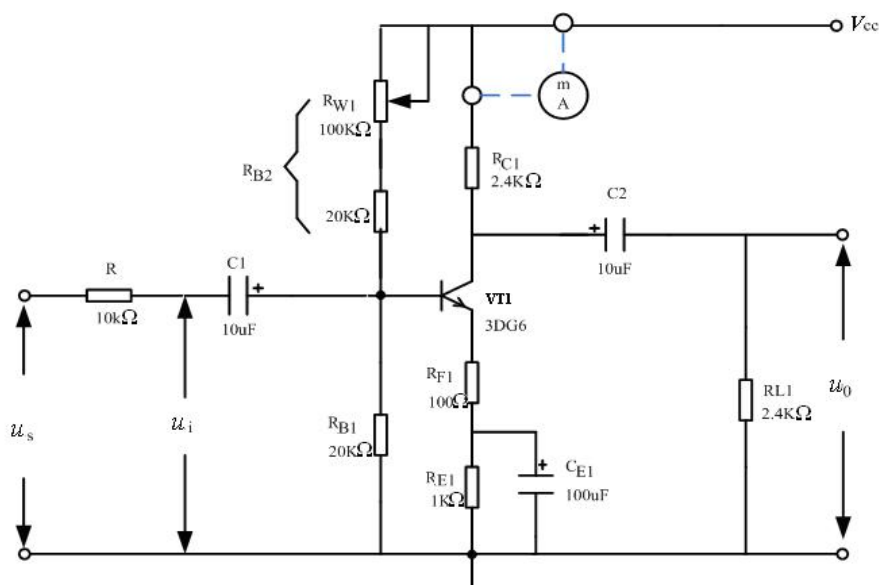 Vcc
m
A
RW1
100KΩ
RB2
20KΩ
RC1
2.4KΩ
C2
10uF
R
10kΩ
C1
10uF
VT1
3DG6
RF1
100Ω
RL1
2.4KΩ
us
ui
u0
RB1
20KΩ
RE1
1KΩ
CE1
100uF
+
+
+